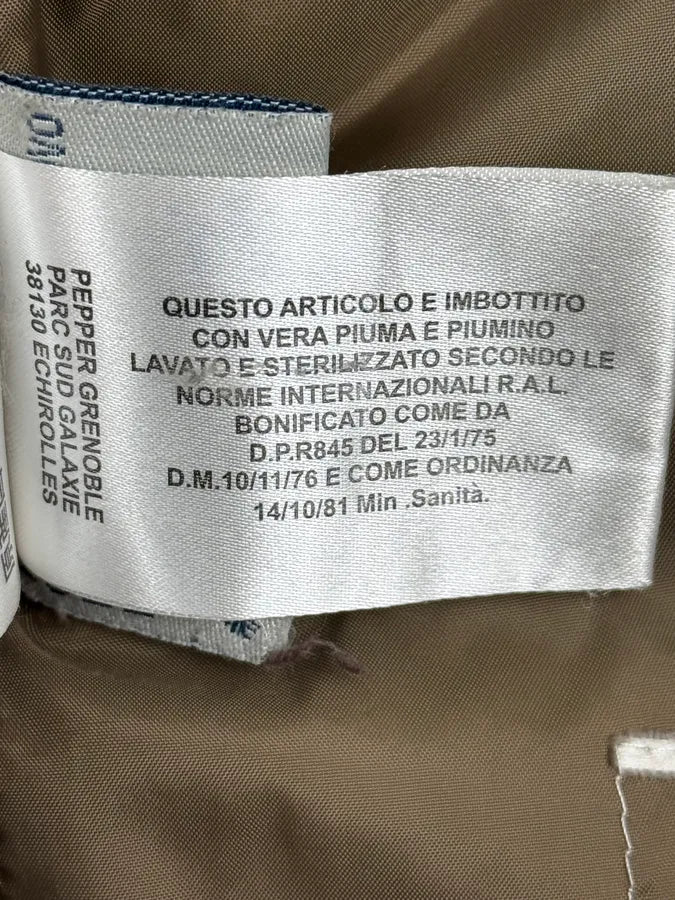 PEPPER GRENOBLE
PARC SUD GALAXIE
38130 ECHIROLLES
QUESTO ARTICOLO E IMBOTTITO
CON VERA PIUMA E PIUMINO
LAVATO E STERILIZZATO SECONDO LE
NORME INTERNAZIONALI R.A.L.
BONIFICATO COME DA
D.P.R845 DEL 23/1/75
D.M.10/11/76 E COME ORDINANZA
14/10/81 Min .Sanità.